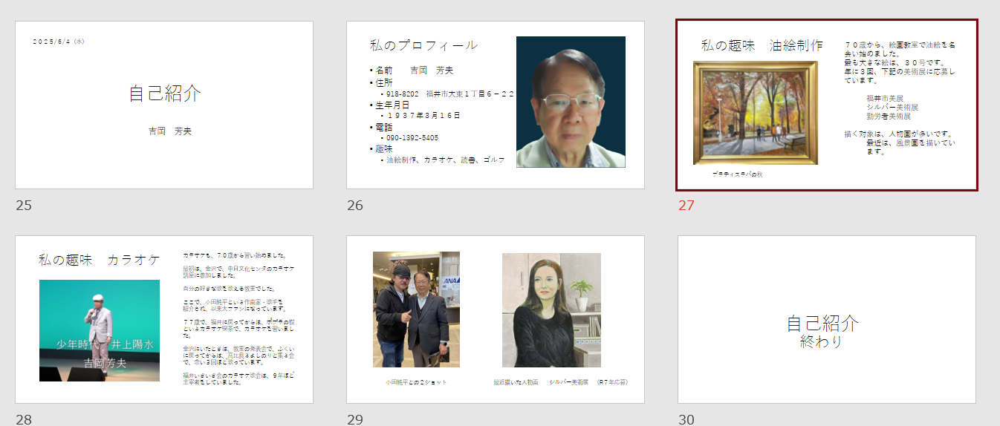 2025/6/4（水）
自己紹介
吉岡　芳夫
25
私のプロフィール
• 名前　　吉岡　芳夫
• 住所
• 918-8202　福井市大東１丁目６－２２
• 生年月日
• １９３７年３月１６日
• 電話
• 090-1392-5405
• 趣味
• 油絵制作、カラオケ、読書、ゴルフ
26
私の趣味　油絵制作
７０歳から、絵画教室で油絵を名
会い始めました。
最も大きな絵は、３０号です。
年に３回、下記の美術展に応募し
ています。
福井市美展
シルバー美術展
勤労者美術展
描く対象は、人物画が多いです。
最近は、風景画を描いてい
ます。
ブラティスラバの秋
27
私の趣味　カラオケ
少年時代　井上陽水
吉岡芳夫
カラオケも、７０歳から習い始めました。
最初は、金沢で、中日文化センタのカラオケ
講座に参加しました。
自分の好きな歌を歌える教室でした。
ここで、小田純平という作曲家・歌手を
紹介され、以来大ファンになっています。
７７歳で、福井に戻ってからは、ポプラの樹
というカラオケ喫茶で、カラオケを習いまし
た。
金沢にいたときは、教室の発表会で、ふくい
に戻ってからは、髙比良さよしのりと集う会
で、年３回ほど歌っています。
福井いきいき会のカラオケ歌会は、９年ほど
主宰者をしていました。
28
ANA
小田純平との２ショット
最近描いた人物画　シルバー美術展　（R７年応募）
29
自己紹介
終わり
30